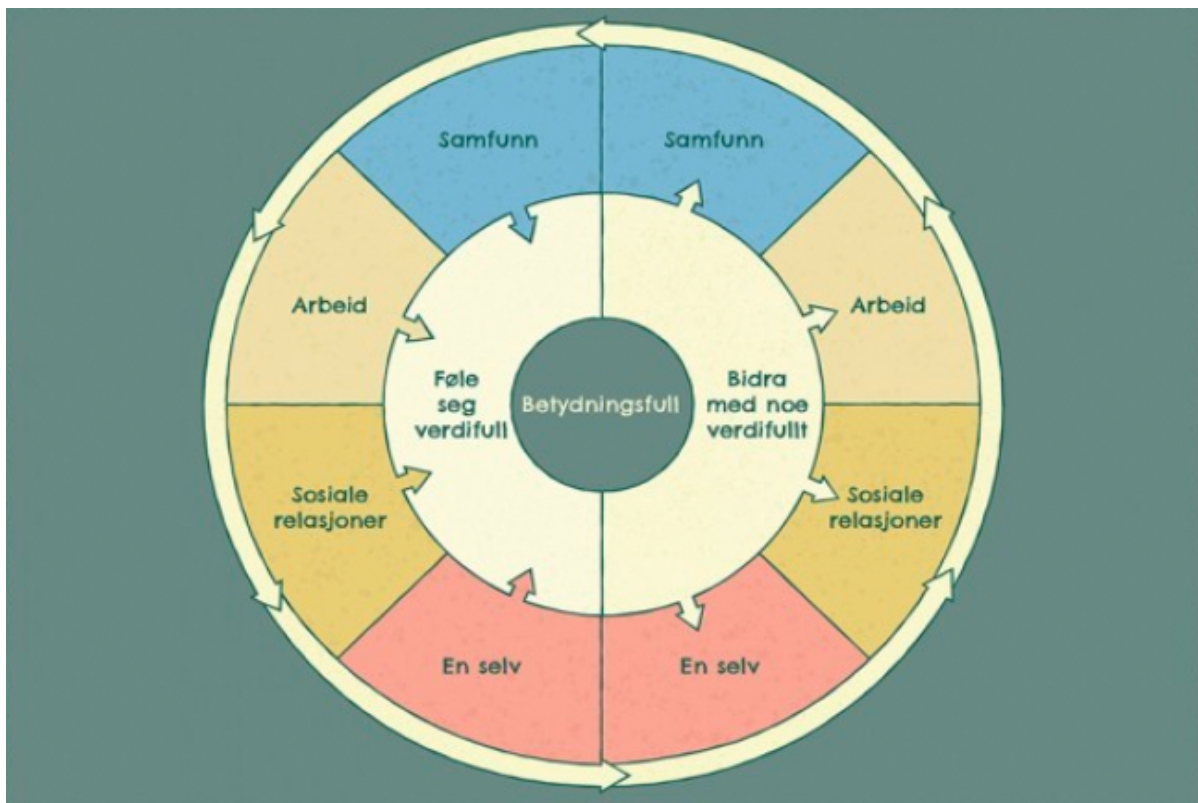 Samfunn
Samfunn
Arbeid
Arbeid
Føle
seg
verdifull
Betydningsfull
Bidra
med noe
verdifullt
Sosiale
relasjoner
Sosiale
relasjoner
En selv
En selv